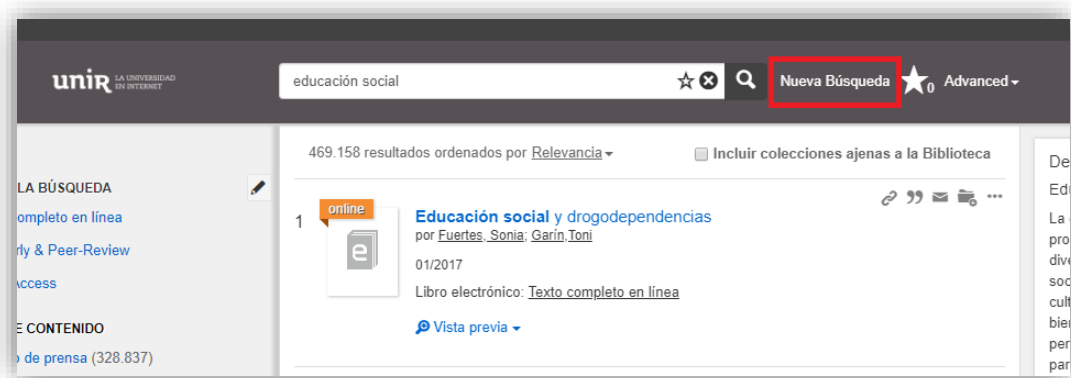 unir LA UNIVERSIDAD
EN INTERNET
educación social
Nueva Búsqueda
0
Advanced
469.158 resultados ordenados por Relevancia
Incluir colecciones ajenas a la Biblioteca
LA BÚSQUEDA
ompleto en línea
rly & Peer-Review
Access
E CONTENIDO
o de prensa (328.837)
1
online
e
Educación social y drogodependencias
por Fuertes, Sonia; Garín,Toni
01/2017
Libro electrónico: Texto completo en línea
Vista previa
De
Edu
La
pro
dive
soc
cult
bien
per
par